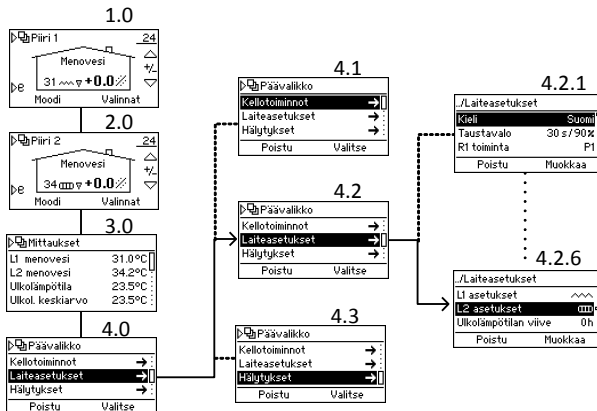 1.0
Piiri 1 24
Menovesi
31 +0.0
+/_
e
Moodi Valinnat
2.0
Piiri 2 24
Menovesi
34 +0.0
+/_
e
Moodi Valinnat
3.0
Mittaukset
L1 menovesi 31.0°C
L2 menovesi 34.2°C
Ulkolämpötila 23.5°C
Ulkol. keskiarvo 23.5°C
4.0
Päävalikko
Kellotoiminnot
Laiteasetukset
Hälytykset
Poistu Valitse
4.1
Päävalikko
Kellotoiminnot
Laiteasetukset
Hälytykset
Poistu Valitse
4.2
Päävalikko
Kellotoiminnot
Laiteasetukset
Hälytykset
Poistu Valitse
4.3
Päävalikko
Kellotoiminnot
Laiteasetukset
Hälytykset
Poistu Valitse
4.2.1
../Laiteasetukset
Kieli Suomi
Taustavalo 30 s/90%
R1 toiminta P1
Poistu Muokkaa
4.2.6
../Laiteasetukset
L1 asetukset
L2 asetukset
Ulkolämpötilan viive 0h
Poistu Muokkaa